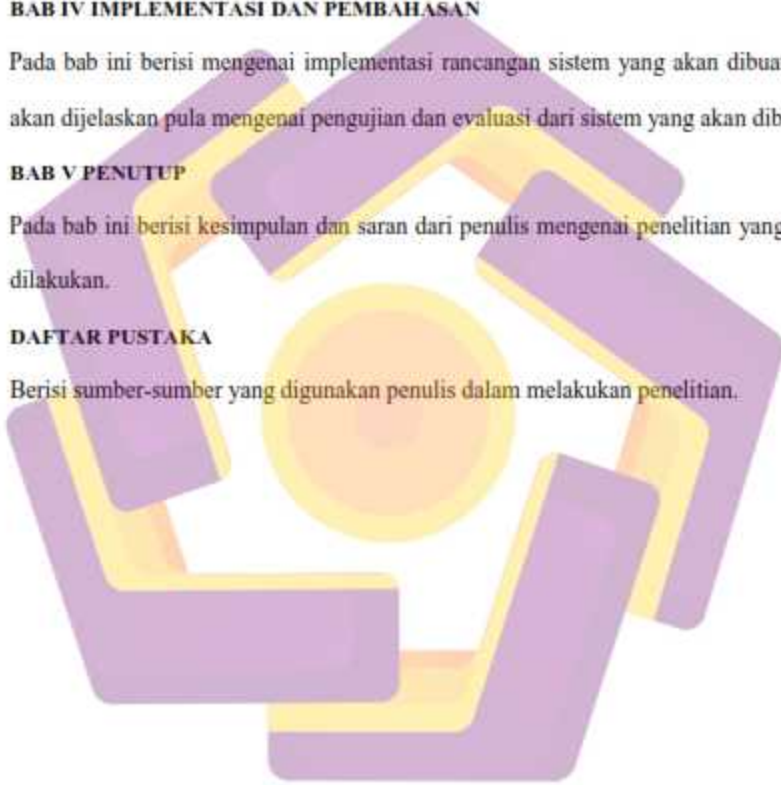 BAB IV IMPLEMENTASI DAN PEMBAHASAN
Pada bab ini berisi mengenai implementasi rancangan sistem yang akan
akan dijelaskan pula mengenai pengujian dan evaluasi dari sistem yang akan
BAB V PENUTUP
Pada bab ini berisi kesimpulan dan saran dari penulis mengenai penelitian yang
dilakukan.
DAFTAR PUSTAKA
Berisi sumber-sumber yang digunakan penulis dalam melakukan penelitian.